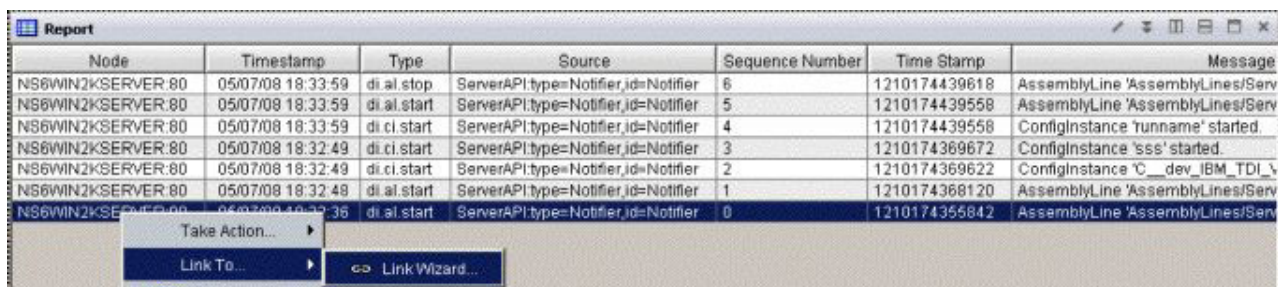 Report
Node Timestamp Type Source Sequence Number Time Stamp Message
NS6WIN2KSERVER:80 05/07/08 18:33:59 di.al.stop ServerAPI:type=Notifier,id=Notifier 6 1210174439618 AssemblyLine 'AssemblyLines/Serv
NS6WIN2KSERVER:80 05/07/08 18:33:59 di.al.start ServerAPI:type=Notifier,id=Notifier 5 1210174439558 AssemblyLine 'AssemblyLines/Serv
NS6WIN2KSERVER:80 05/07/08 18:33:59 di.ci.start ServerAPI:type=Notifier,id=Notifier 4 1210174439558 ConfigInstance 'runname' started.
NS6WIN2KSERVER:80 05/07/08 18:32:49 di.ci.start ServerAPI:type=Notifier,id=Notifier 3 1210174369672 ConfigInstance 'sss' started.
NS6WIN2KSERVER:80 05/07/08 18:32:49 di.ci.start ServerAPI:type=Notifier,id=Notifier 2 1210174369622 ConfigInstance 'C__dev_IBM_TDI_V
NS6WIN2KSERVER:80 05/07/08 18:32:48 di.al.start ServerAPI:type=Notifier,id=Notifier 1 1210174368120 AssemblyLine 'AssemblyLines/Serv
NS6WIN2KSERVER:80 05/07/08 18:32:36 di.al.start ServerAPI:type=Notifier,id=Notifier 0 1210174355842 AssemblyLine 'AssemblyLines/Serv
Take Action...
Link To... Link Wizard...